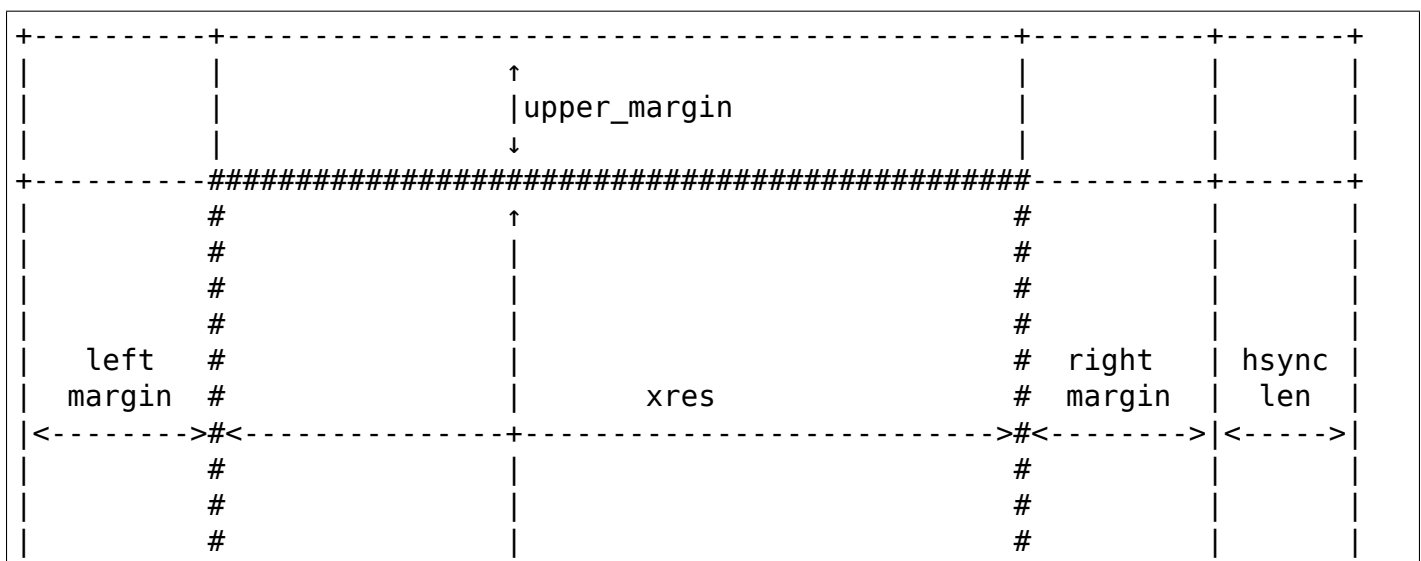 +----------+---------------------------------------------+----------+-------+
|          |                ↑                            |          |       |
|          |                |upper_margin                |          |       |
|          |                ↓                            |          |       |
+----------###############################################----------+-------+
|          #                ↑                            #          |       |
|          #                |                            #          |       |
|          #                |                            #          |       |
|          #                |                            #          |       |
|   left   #                |                            #  right   | hsync |
|  margin  #                |       xres                 #  margin  |  len  |
|<-------->#<---------------+--------------------------->#<-------->|<----->|
|          #                |                            #          |       |
|          #                |                            #          |       |
|          #                |                            #          |       |